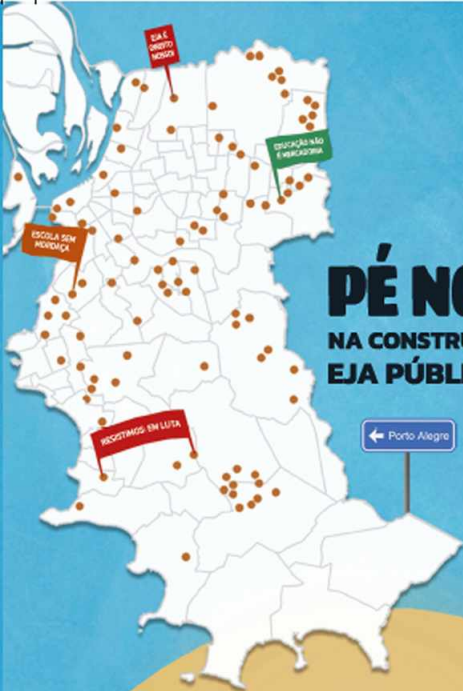 EJA É
DIREITO
NOSSO!
EDUCAÇÃO NÃO
É MERCADORIA
ESCOLA SEM
MORDAÇA
PÉ NO
NA CONSTRU
EJA PÚBLI
← Porto Alegre
RESISTIMOS: EM LUTA